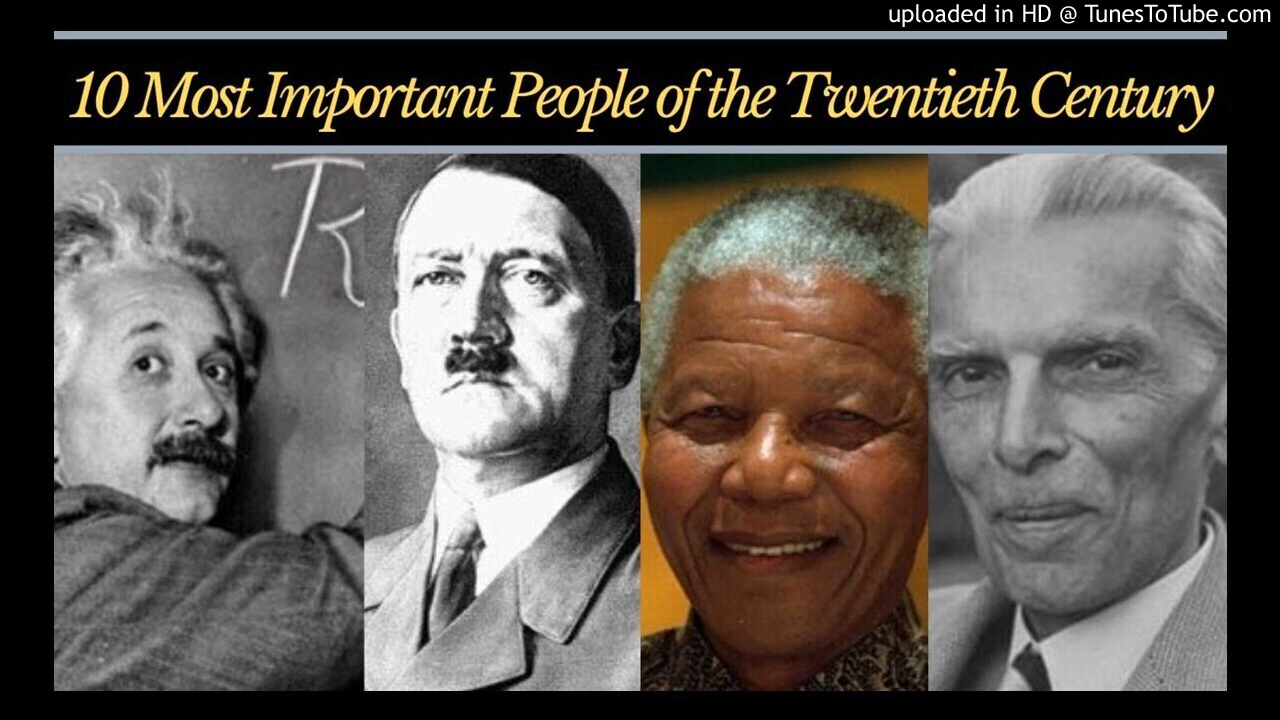 uploaded in HD @ TunesToTube.com
10 Most Important People of the Twentieth Century
R